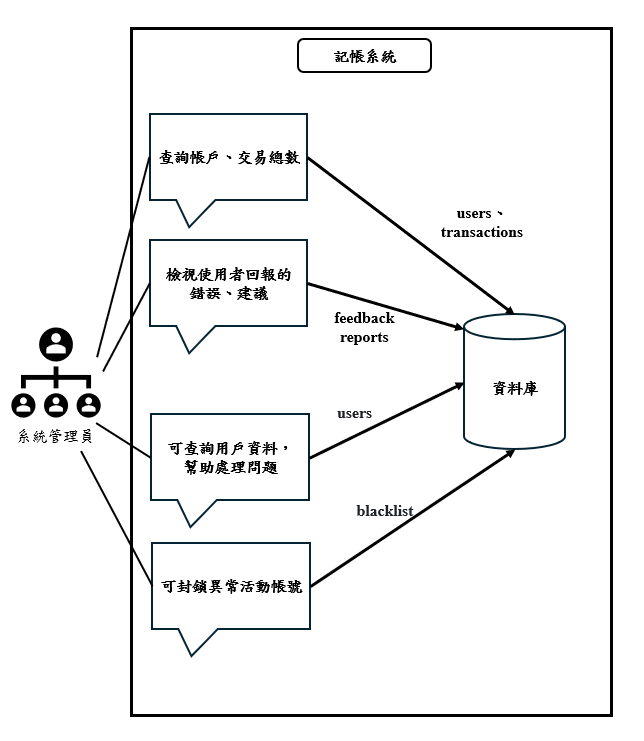 記帳系統
查詢帳戶、交易總數
users、
transactions
檢視使用者回報的
錯誤、建議
feedback
reports
資料庫
users
系統管理員
可查詢用戶資料，
幫助處理問題
blacklist
可封鎖異常活動帳號